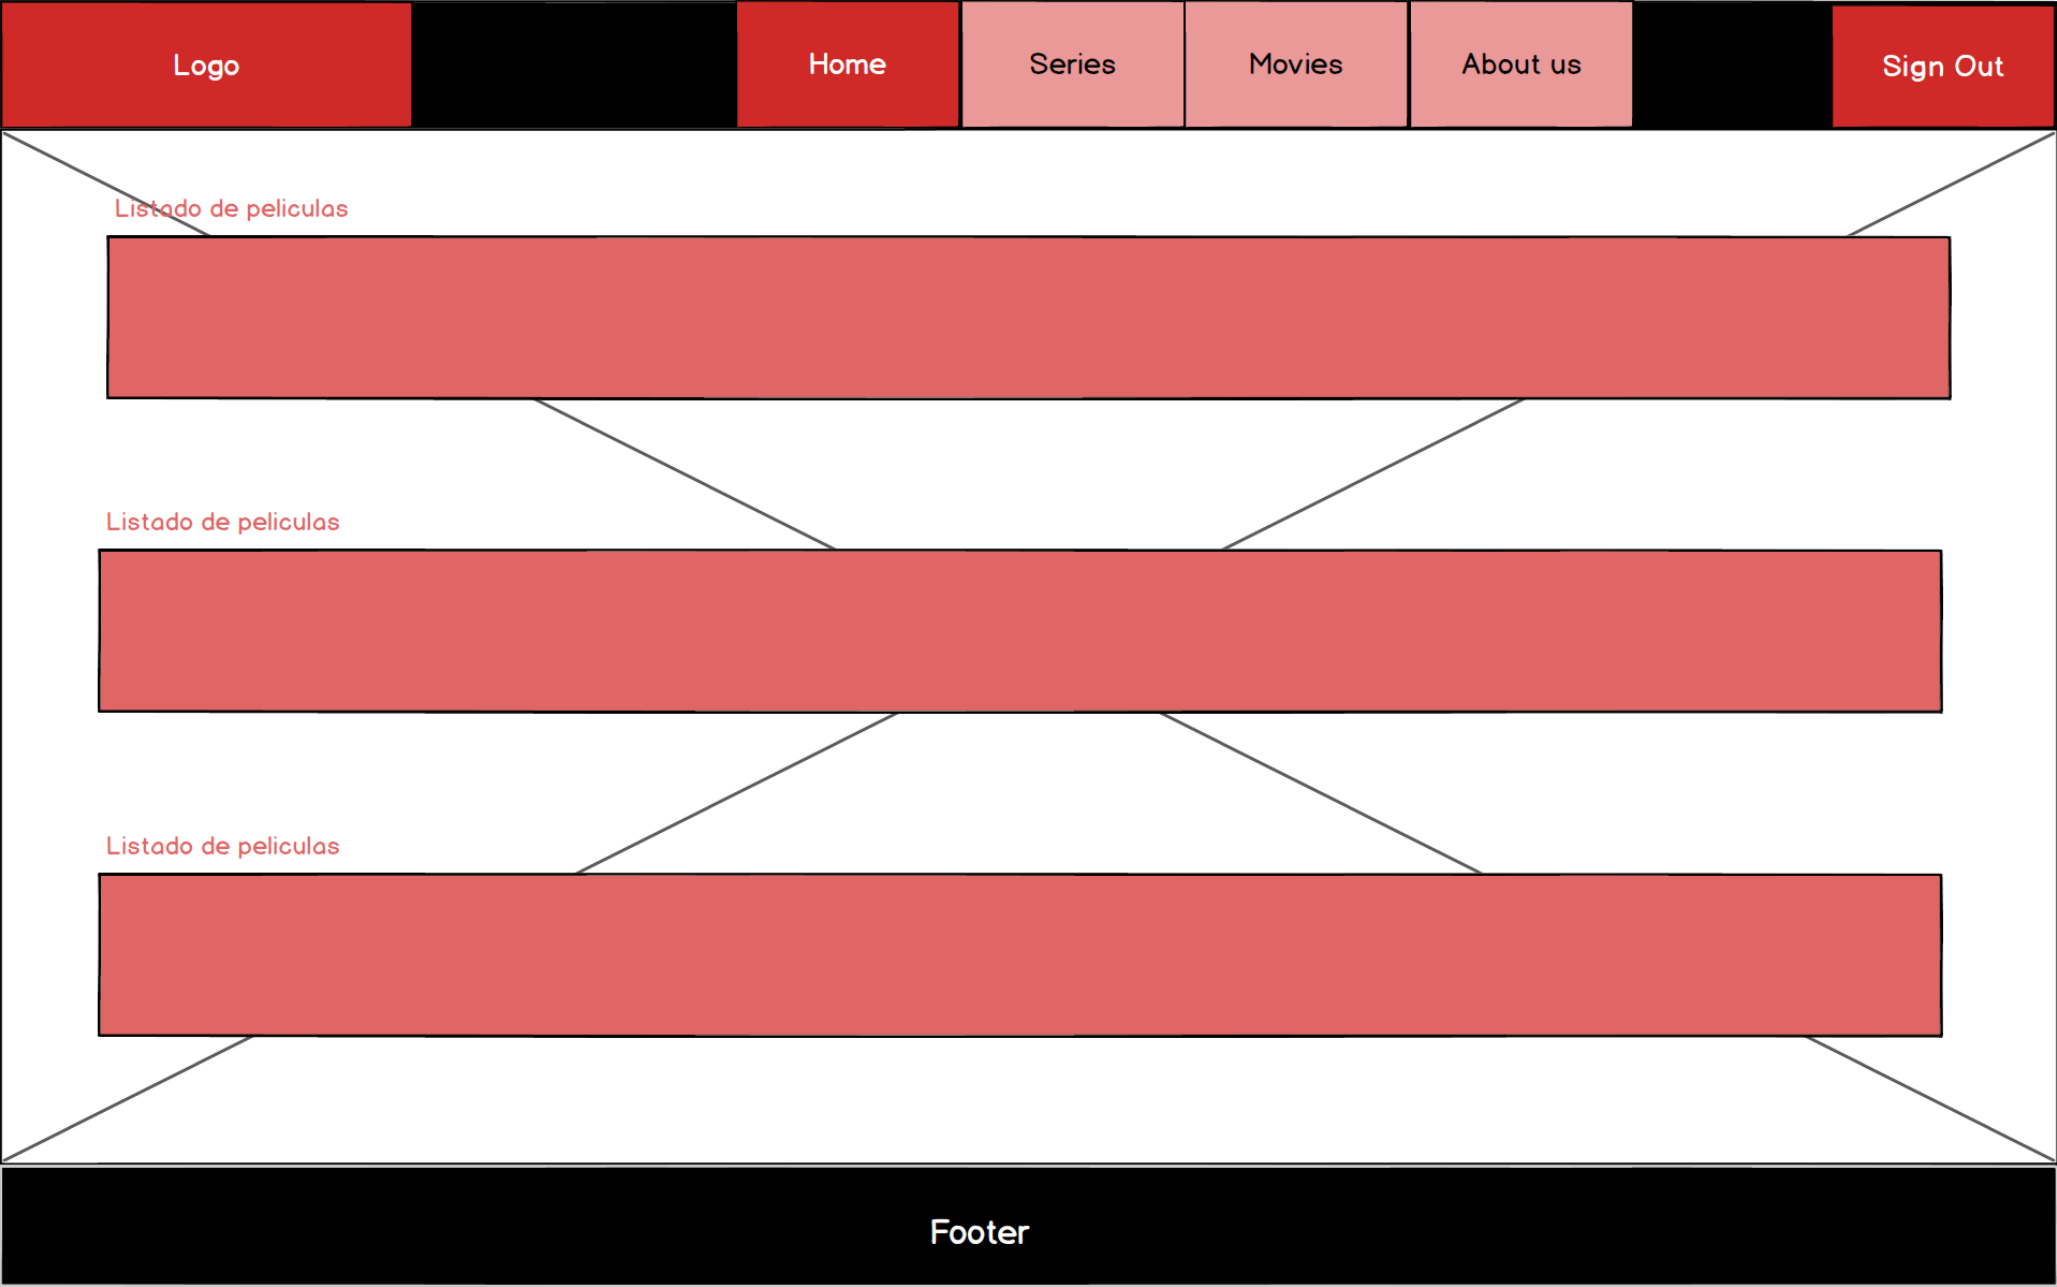 Logo
Home
Series
Movies
About us
Sign Out
Listado de peliculas
Listado de peliculas
Listado de peliculas
Footer